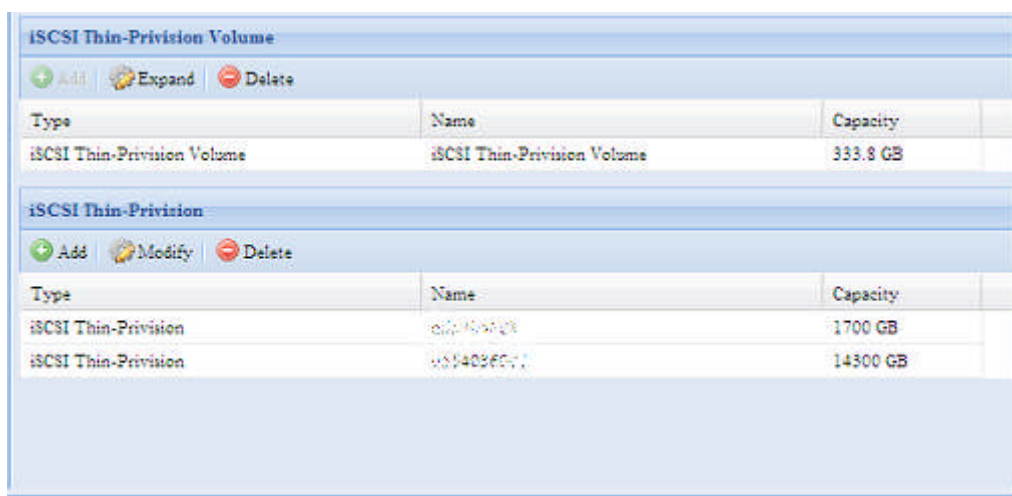 iSCSI Thin-Privision Volume
Add Expand Delete
Type Name Capacity
iSCSI Thin-Privision Volume iSCSI Thin-Privision Volume 333.8 GB
iSCSI Thin-Privision
Add Modify Delete
Type Name Capacity
iSCSI Thin-Privision 1700 GB
iSCSI Thin-Privision 14300 GB